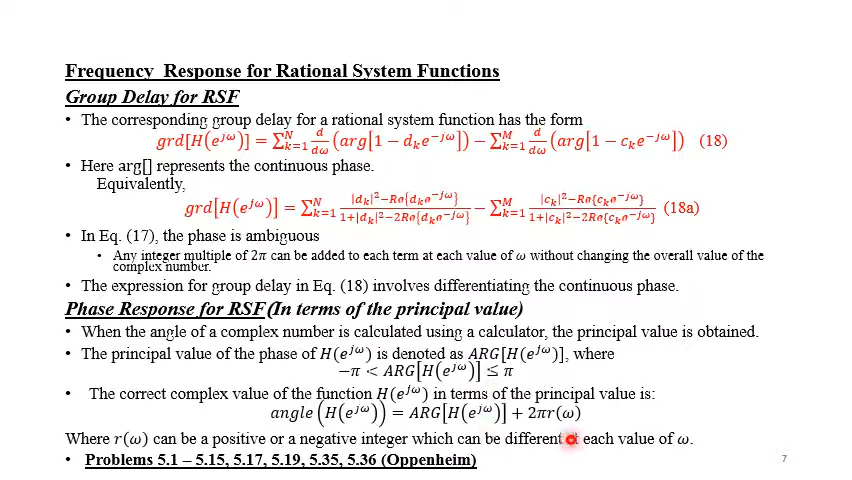 Frequency Response for Rational System Functions
Group Delay for RSF
• The corresponding group delay for a rational system function has the form
grd[H(e^{jω})] = ∑_{k=1}^{N} d/dω (arg[1 − d_k e^{−jω}]) − ∑_{k=1}^{M} d/dω (arg[1 − c_k e^{−jω}]) (18)
• Here arg[] represents the continuous phase.
Equivalently,
grd[H(e^{jω})] = ∑_{k=1}^{N} (|d_k|^2−Re{d_k e^{−jω}})/(1+|d_k|^2−2Re{d_k e^{−jω}}) − ∑_{k=1}^{M} (|c_k|^2−Re{c_k e^{−jω}})/(1+|c_k|^2−2Re{c_k e^{−jω}}) (18a)
• In Eq. (17), the phase is ambiguous
• Any integer multiple of 2π can be added to each term at each value of ω without changing the overall value of the
complex number.
• The expression for group delay in Eq. (18) involves differentiating the continuous phase.
Phase Response for RSF(In terms of the principal value)
• When the angle of a complex number is calculated using a calculator, the principal value is obtained.
• The principal value of the phase of H(e^{jω}) is denoted as ARG[H(e^{jω})], where
−π < ARG[H(e^{jω})] ≤ π
• The correct complex value of the function H(e^{jω}) in terms of the principal value is:
angle(H(e^{jω})) = ARG[H(e^{jω})] + 2πr(ω)
Where r(ω) can be a positive or a negative integer which can be different each value of ω.
• Problems 5.1 – 5.15, 5.17, 5.19, 5.35, 5.36 (Oppenheim)
7